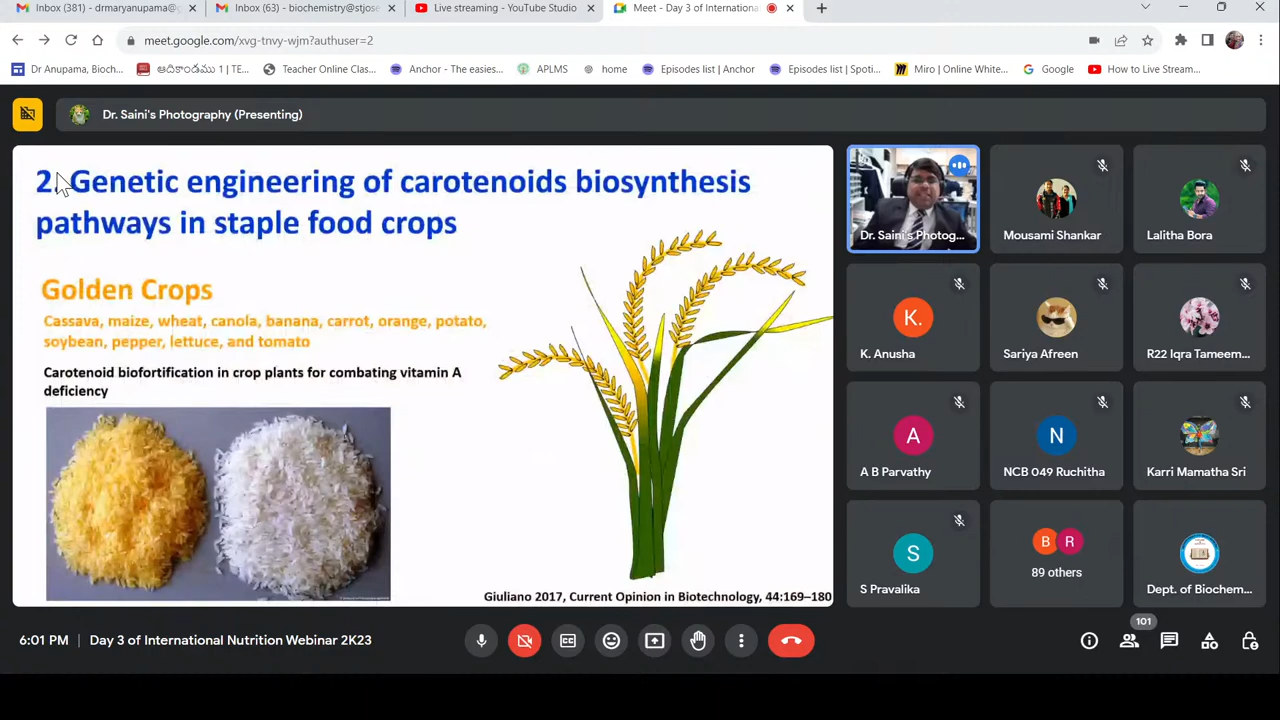 Inbox (381) - drmaryanupama@g
Inbox (63) - biochemistry@stjose
Live streaming - YouTube Studio
Meet - Day 3 of Internationa
meet.google.com/xvg-tnvy-wjm?authuser=2
Dr Anupama, Bioch...
ఆదికాండము 1 | TE...
Teacher Online Clas...
Anchor - The easies...
APLMS
home
Episodes list | Anchor
Episodes list | Spoti...
Miro | Online White...
Google
How to Live Stream...
Dr. Saini's Photography (Presenting)
2. Genetic engineering of carotenoids biosynthesis
pathways in staple food crops
Golden Crops
Cassava, maize, wheat, canola, banana, carrot, orange, potato,
soybean, pepper, lettuce, and tomato
Carotenoid biofortification in crop plants for combating vitamin A
deficiency
Giuliano 2017, Current Opinion in Biotechnology, 44:169–180
Dr. Saini's Photog...
Mousami Shankar
Lalitha Bora
K.
K. Anusha
Sariya Afreen
R22 Iqra Tameem...
A
A B Parvathy
N
NCB 049 Ruchitha
Karri Mamatha Sri
S
S Pravalika
B R
89 others
Dept. of Biochem...
6:01 PM | Day 3 of International Nutrition Webinar 2K23
101